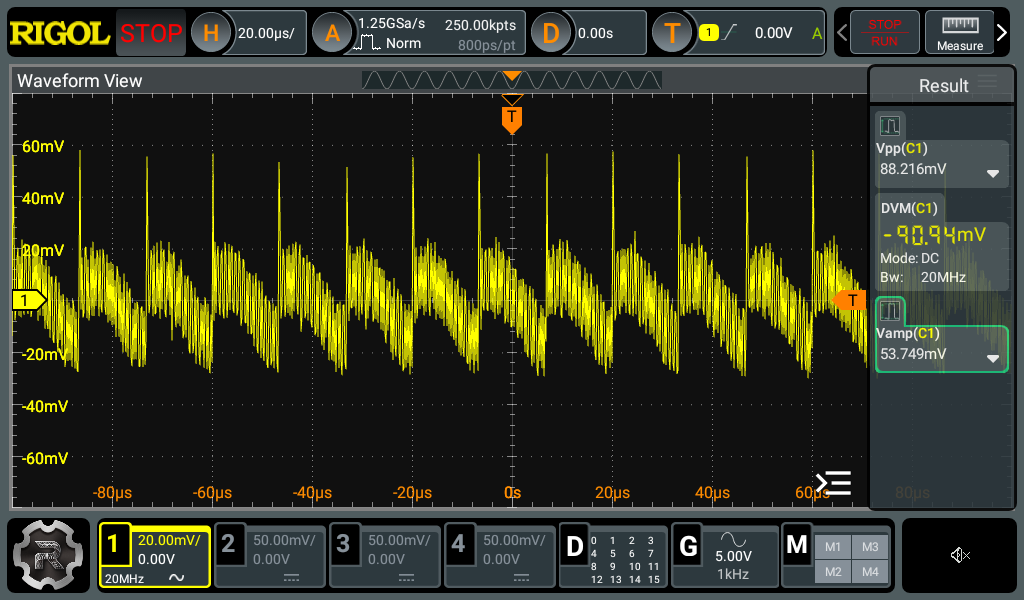 RIGOL STOP H 20.00µs/ A 1.25GSa/s 250.00kpts D 0.00s T 1 0.00V A STOP
Norm 800ps/pt RUN Measure
Waveform View Result
T
60mV
40mV
20mV
-20mV
-40mV
-60mV
1
T
-80µs -60µs -40µs -20µs 0s 20µs 40µs 60µs 80µs
Vpp(C1)
88.216mV
DVM(C1)
-90.94mV
Mode: DC
Bw: 20MHz
Vamp(C1)
53.749mV
R
1 20.00mV/
0.00V
20MHz
2 50.00mV/
0.00V
3 50.00mV/
0.00V
4 50.00mV/
0.00V
D 0 1 2 3
4 5 6 7
8 9 10 11
12 13 14 15
G 5.00V
1kHz
M M1 M3
M2 M4